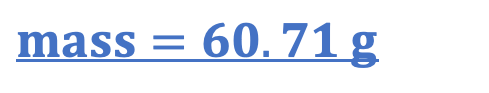 mass = 60.71 g